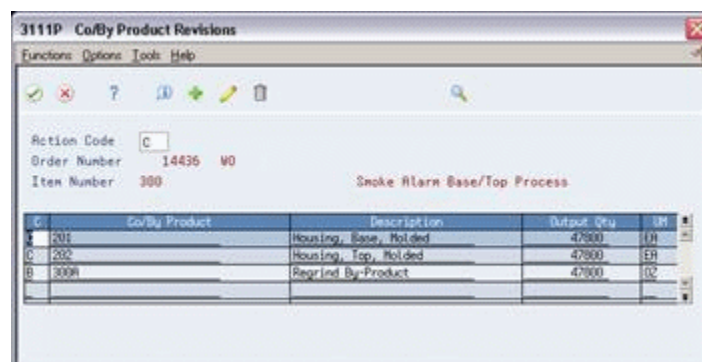 3111P Co/By Product Revisions
Functions Options Tools Help
Action Code C
Order Number 14436 WO
Item Number 300 Smoke Alarm Base/Top Process
C Co/By Product Description Output Qty UM
201 Housing, Base, Molded 47800 EA
C 202 Housing, Top, Molded 47800 EA
B 300A Regrind By-Product 47800 OZ